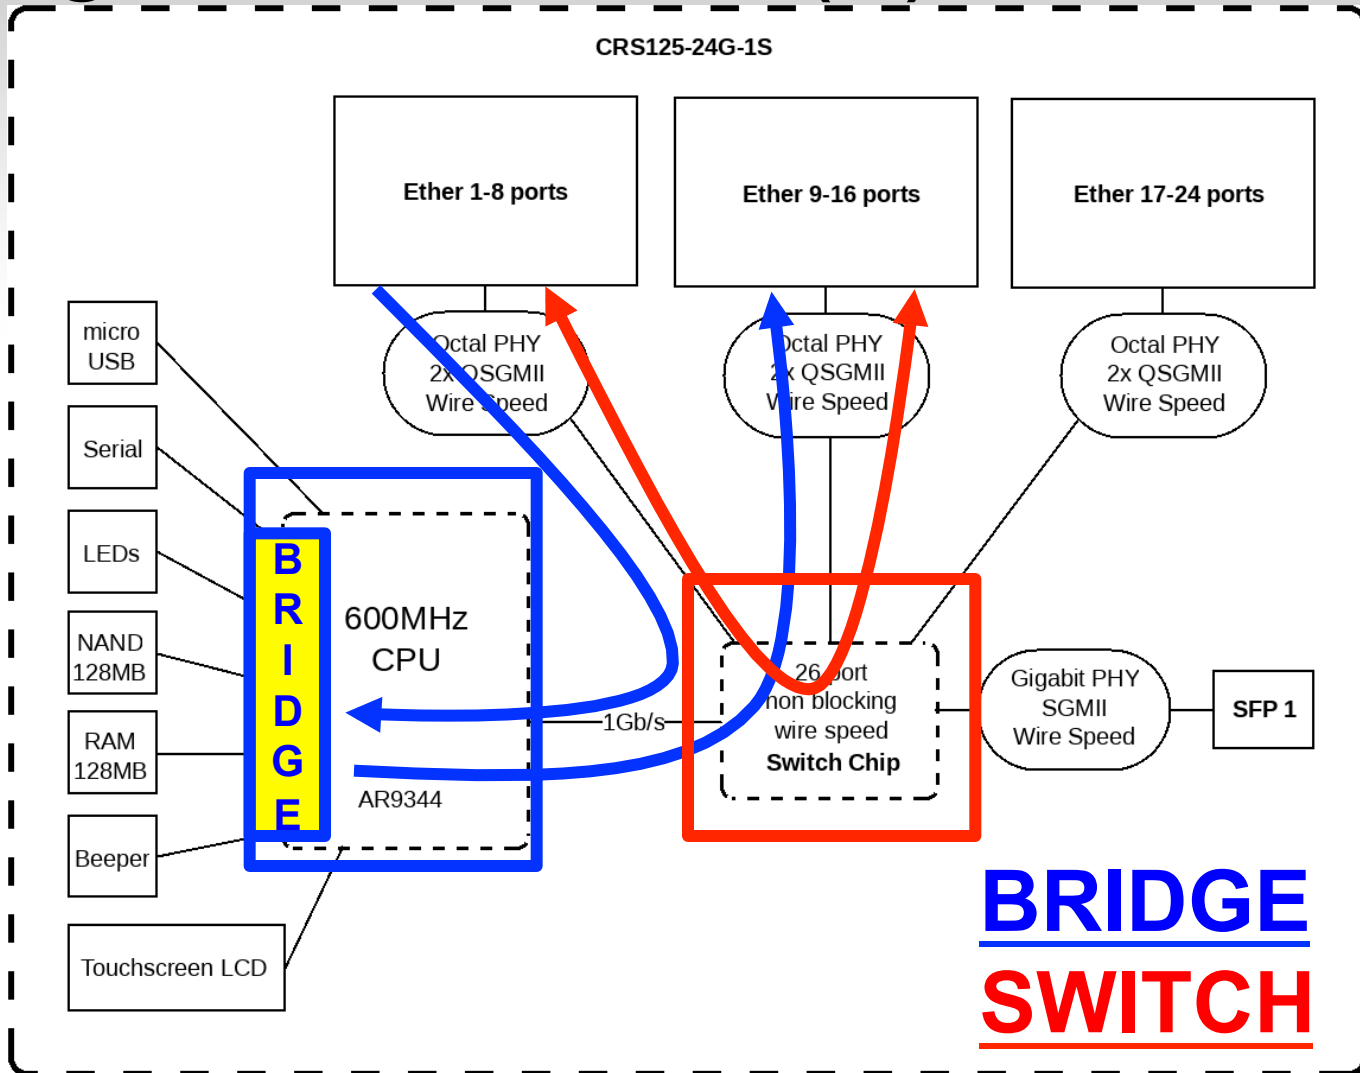 CRS125-24G-1S
Ether 1-8 ports
Ether 9-16 ports
Ether 17-24 ports
Octal PHY
2x QSGMII
Wire Speed
Octal PHY
2x QSGMII
Wire Speed
Octal PHY
2x QSGMII
Wire Speed
micro
USB
Serial
LEDs
NAND
128MB
RAM
128MB
Beeper
Touchscreen LCD
B
R
I
D
G
E
600MHz
CPU
AR9344
1Gb/s
26 port
non blocking
wire speed
Switch Chip
Gigabit PHY
SGMII
Wire Speed
SFP 1
BRIDGE
SWITCH